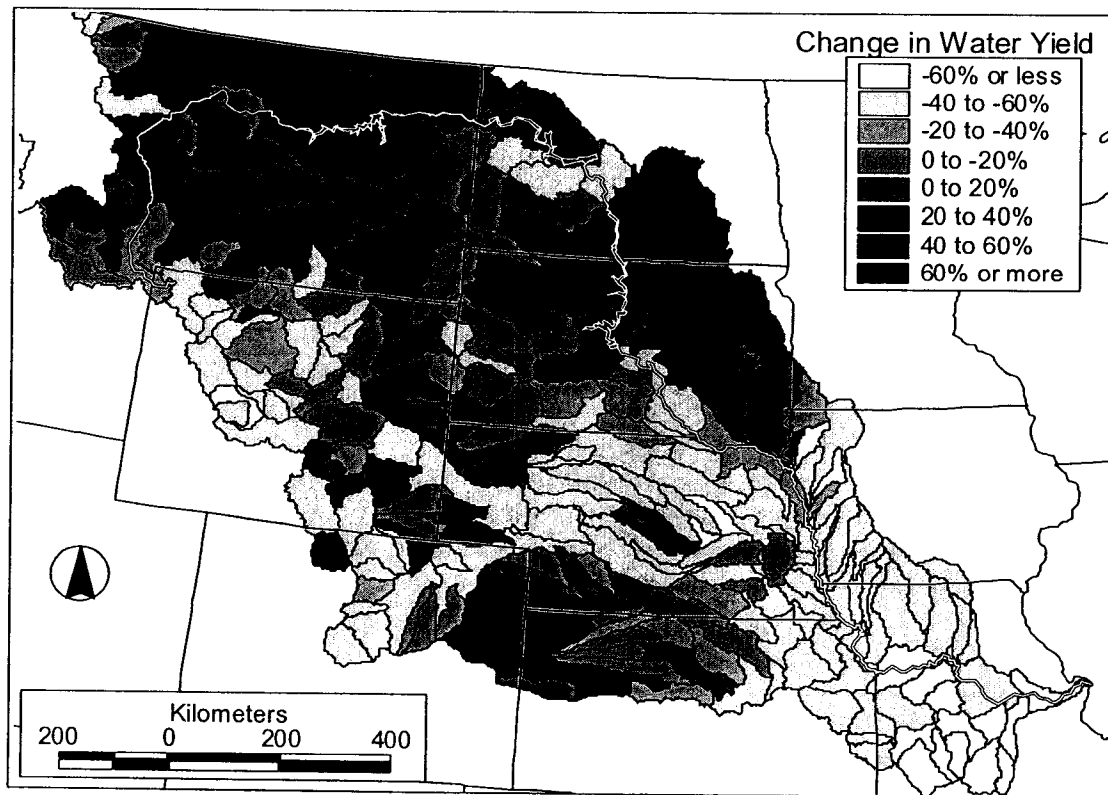 Change in Water Yield
-60% or less
-40 to -60%
-20 to -40%
0 to -20%
0 to 20%
20 to 40%
40 to 60%
60% or more
Kilometers
200 0 200 400